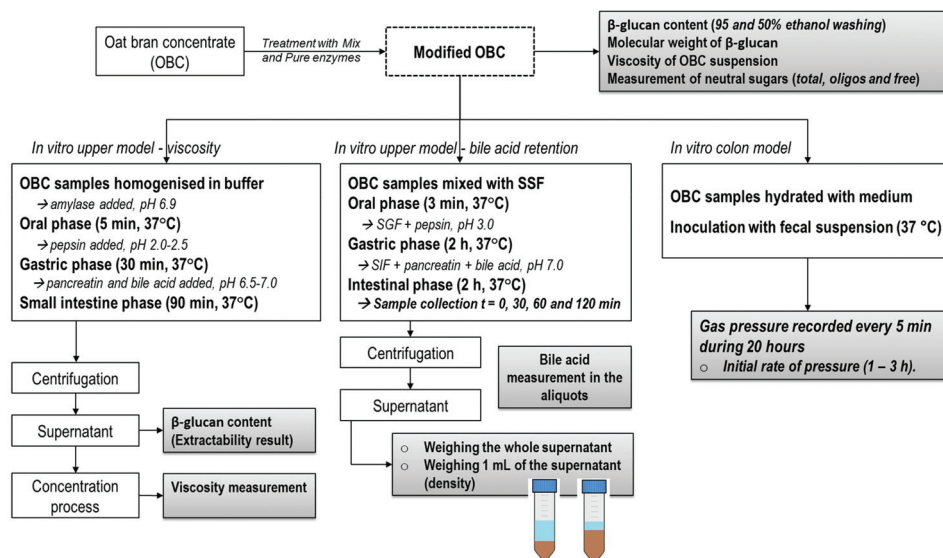 Oat bran concentrate
(OBC)
Treatment with Mix
and Pure enzymes
Modified OBC
β-glucan content (95 and 50% ethanol washing)
Molecular weight of β-glucan
Viscosity of OBC suspension
Measurement of neutral sugars (total, oligos and free)
In vitro upper model - viscosity
OBC samples homogenised in buffer
→ amylase added, pH 6.9
Oral phase (5 min, 37°C)
→ pepsin added, pH 2.0-2.5
Gastric phase (30 min, 37°C)
→ pancreatin and bile acid added, pH 6.5-7.0
Small intestine phase (90 min, 37°C)
Centrifugation
Supernatant
β-glucan content
(Extractability result)
Concentration
process
Viscosity measurement
In vitro upper model - bile acid retention
OBC samples mixed with SSF
Oral phase (3 min, 37°C)
→ SGF + pepsin, pH 3.0
Gastric phase (2 h, 37°C)
→ SIF + pancreatin + bile acid, pH 7.0
Intestinal phase (2 h, 37°C)
→ Sample collection t = 0, 30, 60 and 120 min
Centrifugation
Supernatant
Bile acid
measurement in the
aliquots
○ Weighing the whole supernatant
○ Weighing 1 mL of the supernatant
(density)
In vitro colon model
OBC samples hydrated with medium
Inoculation with fecal suspension (37 °C)
Gas pressure recorded every 5 min
during 20 hours
○ Initial rate of pressure (1 – 3 h).